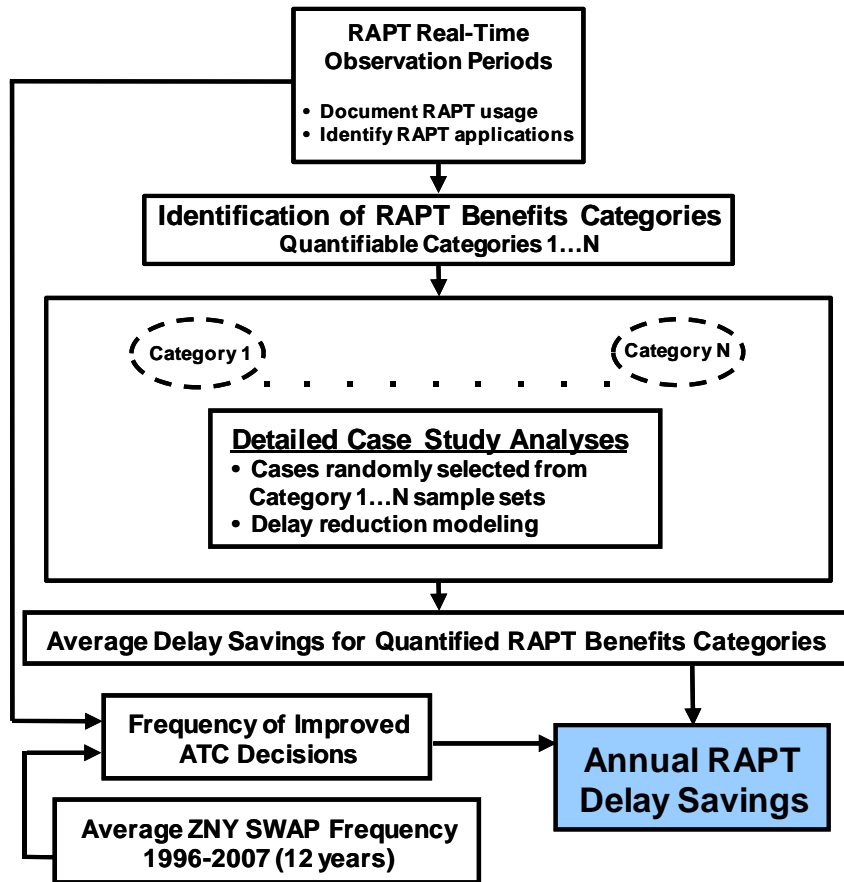 RAPT Real-Time
Observation Periods
• Document RAPT usage
• Identify RAPT applications
Identification of RAPT Benefits Categories
Quantifiable Categories 1...N
Category 1
Category N
Detailed Case Study Analyses
• Cases randomly selected from
Category 1...N sample sets
• Delay reduction modeling
Average Delay Savings for Quantified RAPT Benefits Categories
Frequency of Improved
ATC Decisions
Annual RAPT
Delay Savings
Average ZNY SWAP Frequency
1996-2007 (12 years)